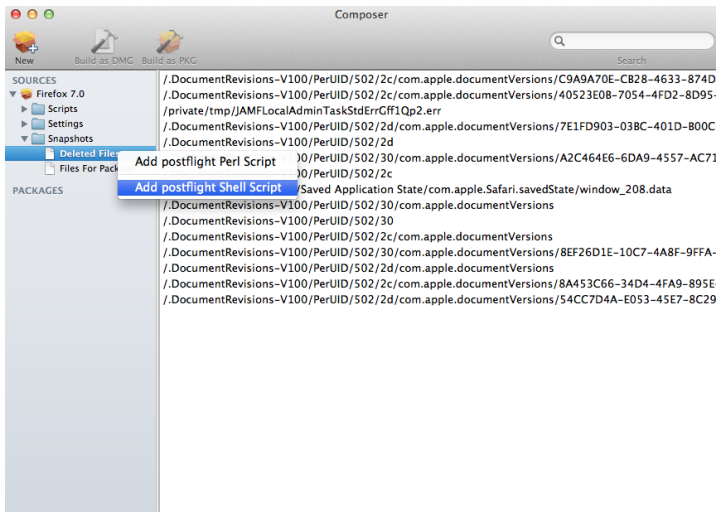 Composer
New
Build as DMG
Build as PKG
Search
SOURCES
Firefox 7.0
Scripts
Settings
Snapshots
Deleted Files
Files For Pack
PACKAGES
Add postflight Perl Script
Add postflight Shell Script
/.DocumentRevisions-V100/PerUID/502/2c/com.apple.documentVersions/C9A9A70E-CB28-4633-874D
/.DocumentRevisions-V100/PerUID/502/2c/com.apple.documentVersions/40523E0B-7054-4FD2-8D95-
/private/tmp/JAMFLocalAdminTaskStdErrGff1Qp2.err
/.DocumentRevisions-V100/PerUID/502/2d/com.apple.documentVersions/7E1FD903-03BC-401D-B00C
/.DocumentRevisions-V100/PerUID/502/2d
00/PerUID/502/30/com.apple.documentVersions/A2C464E6-6DA9-4557-AC71
00/PerUID/502/2c
/Saved Application State/com.apple.Safari.savedState/window_208.data
/.DocumentRevisions-V100/PerUID/502/30/com.apple.documentVersions
/.DocumentRevisions-V100/PerUID/502/30
/.DocumentRevisions-V100/PerUID/502/2c/com.apple.documentVersions
/.DocumentRevisions-V100/PerUID/502/30/com.apple.documentVersions/8EF26D1E-10C7-4A8F-9FFA-
/.DocumentRevisions-V100/PerUID/502/2d/com.apple.documentVersions
/.DocumentRevisions-V100/PerUID/502/2c/com.apple.documentVersions/8A453C66-34D4-4FA9-895E-
/.DocumentRevisions-V100/PerUID/502/2d/com.apple.documentVersions/54CC7D4A-E053-45E7-8C29